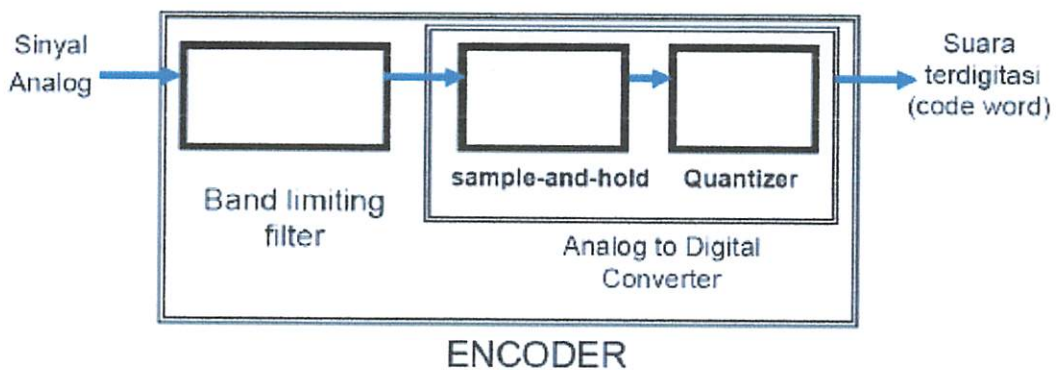 Sinyal
Analog
Suara
terdigitasi
(code word)
sample-and-hold
Quantizer
Band limiting
filter
Analog to Digital
Converter
ENCODER